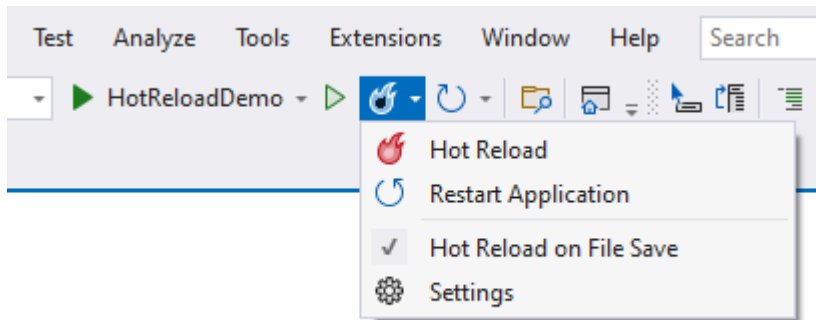 Test Analyze Tools Extensions Window Help Search
HotReloadDemo
Hot Reload
Restart Application
Hot Reload on File Save
Settings